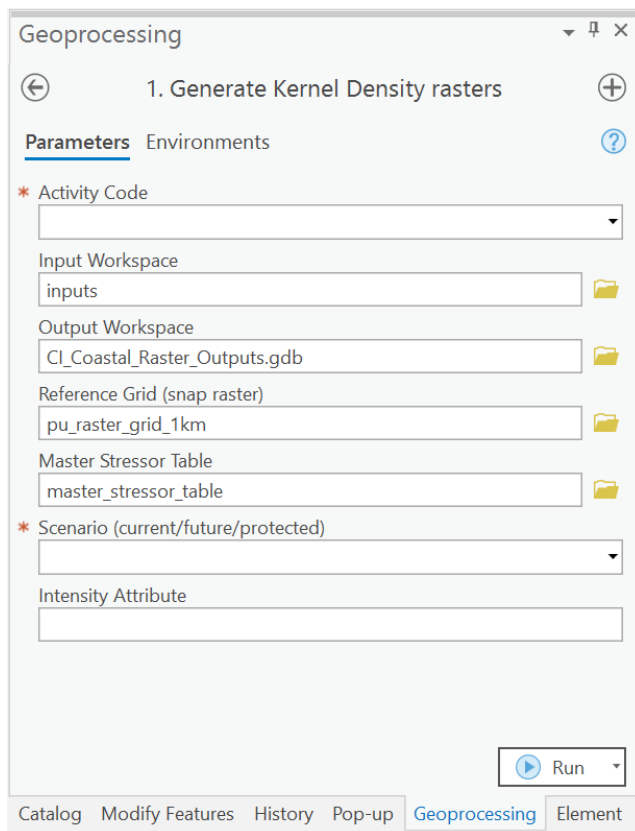 Geoprocessing
1. Generate Kernel Density rasters
Parameters Environments
* Activity Code
Input Workspace
inputs
Output Workspace
CI_Coastal_Raster_Outputs.gdb
Reference Grid (snap raster)
pu_raster_grid_1km
Master Stressor Table
master_stressor_table
* Scenario (current/future/protected)
Intensity Attribute
Run
Catalog Modify Features History Pop-up Geoprocessing Element